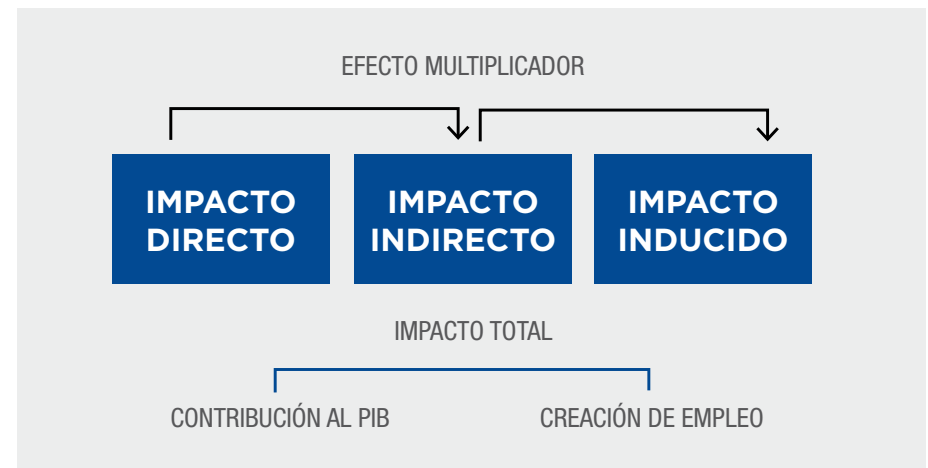 EFECTO MULTIPLICADOR
IMPACTO
DIRECTO
IMPACTO
INDIRECTO
IMPACTO
INDUCIDO
IMPACTO TOTAL
CONTRIBUCIÓN AL PIB
CREACIÓN DE EMPLEO